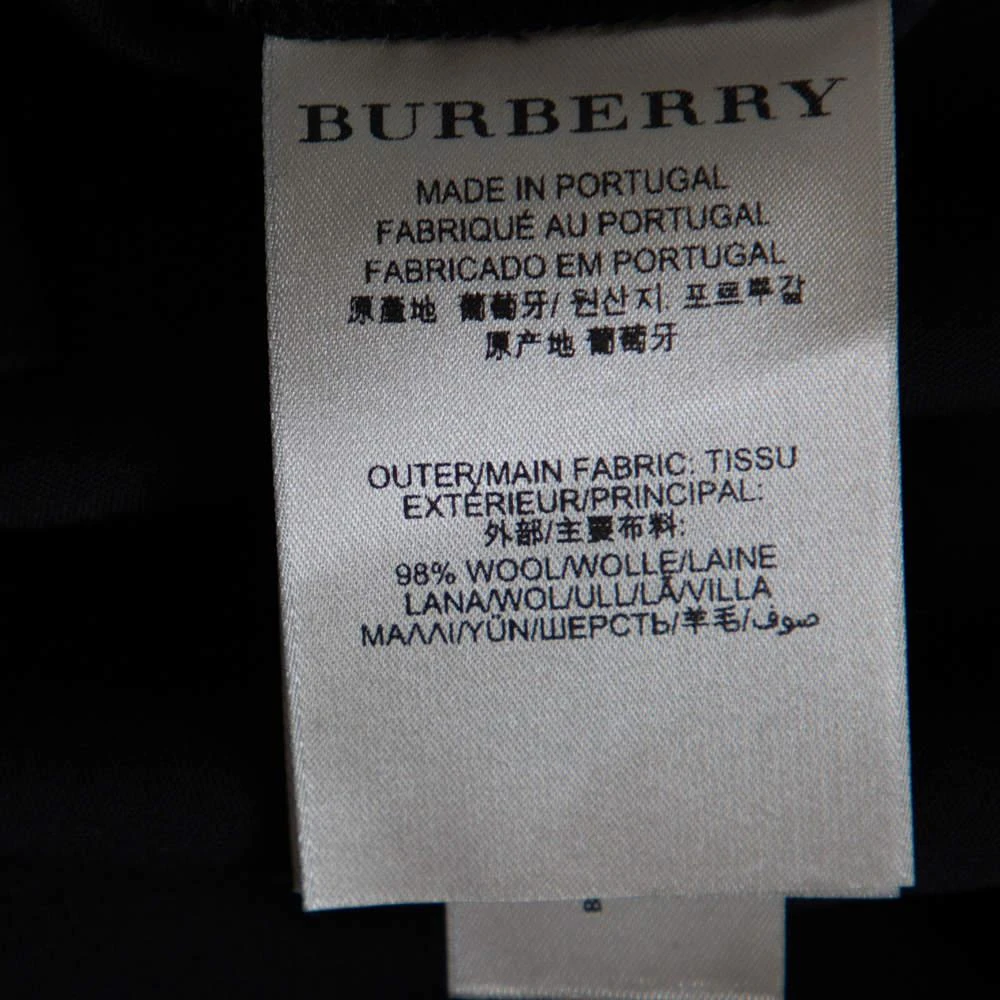 BURBERRY
MADE IN PORTUGAL
FABRIQUÉ AU PORTUGAL
FABRICADO EM PORTUGAL
原產地 葡萄牙/ 원산지. 포르뚜갈
原产地 葡萄牙
OUTER/MAIN FABRIC: TISSU
EXTÉRIEUR/PRINCIPAL:
外部/主要布料:
98% WOOL/WOLLE/LAINE
LANA/WOL/ULL/LÃ/VILLA
ΜΑΛΛΙ/YÜN/ШЕРСТЬ/羊毛/صوف